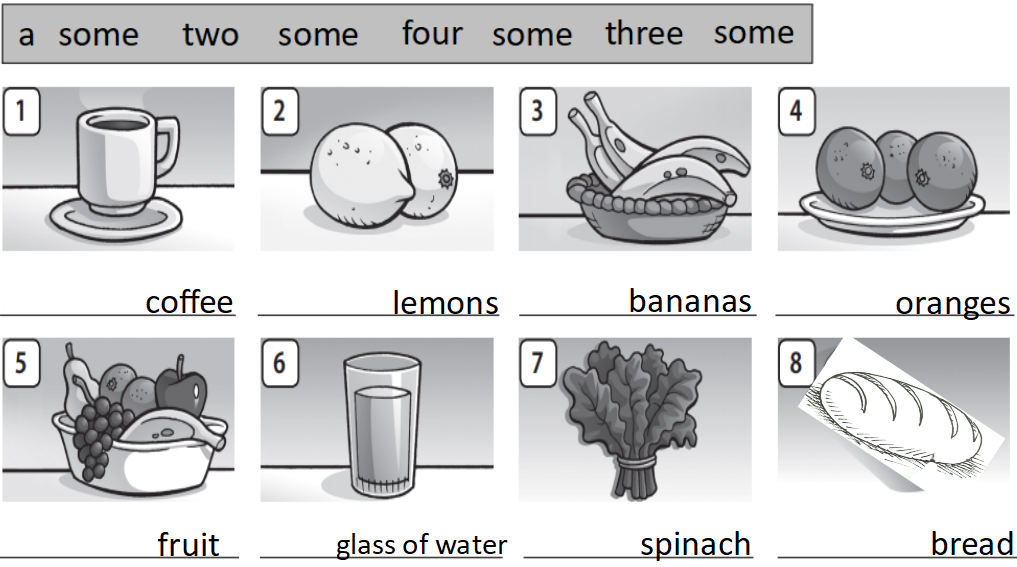 a some two some four some three some
1 2 3 4
coffee lemons bananas oranges
5 6 7 8
fruit glass of water spinach bread